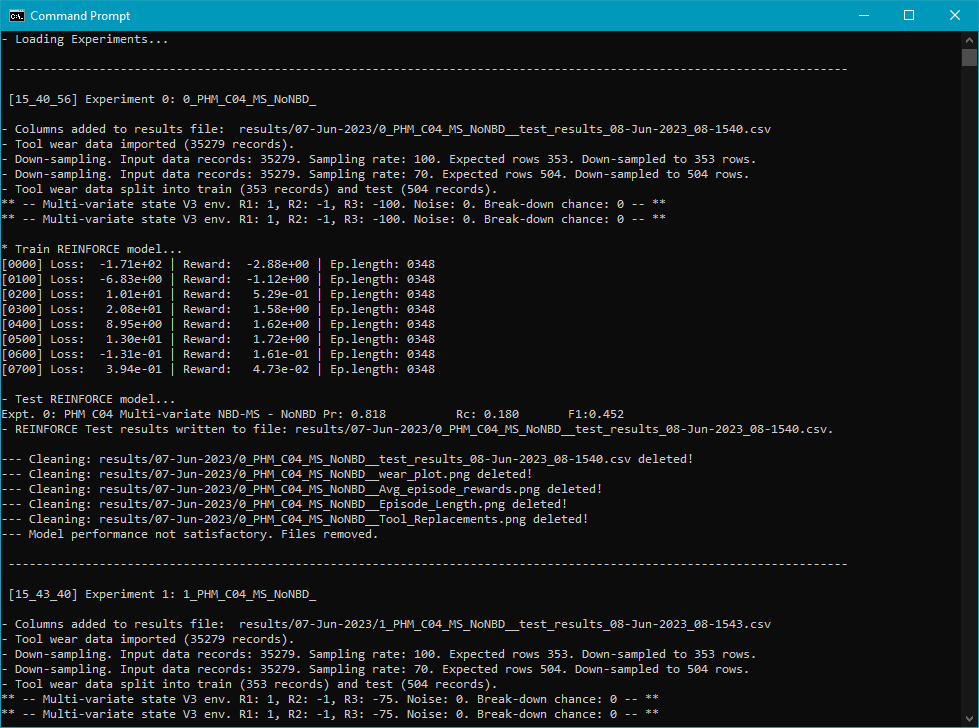 Command Prompt
- Loading Experiments...
------------------------------------------------------------------------------------------------------------------------
[15_40_56] Experiment 0: 0_PHM_C04_MS_NoNBD_
- Columns added to results file:  results/07-Jun-2023/0_PHM_C04_MS_NoNBD__test_results_08-Jun-2023_08-1540.csv
- Tool wear data imported (35279 records).
- Down-sampling. Input data records: 35279. Sampling rate: 100. Expected rows 353. Down-sampled to 353 rows.
- Down-sampling. Input data records: 35279. Sampling rate: 70. Expected rows 504. Down-sampled to 504 rows.
- Tool wear data split into train (353 records) and test (504 records).
** -- Multi-variate state V3 env. R1: 1, R2: -1, R3: -100. Noise: 0. Break-down chance: 0 -- **
** -- Multi-variate state V3 env. R1: 1, R2: -1, R3: -100. Noise: 0. Break-down chance: 0 -- **
* Train REINFORCE model...
[0000] Loss:  -1.71e+02 | Reward:  -2.88e+00 | Ep.length: 0348
[0100] Loss:  -6.83e+00 | Reward:  -1.12e+00 | Ep.length: 0348
[0200] Loss:   1.01e+01 | Reward:   5.29e-01 | Ep.length: 0348
[0300] Loss:   2.08e+01 | Reward:   1.58e+00 | Ep.length: 0348
[0400] Loss:   8.95e+00 | Reward:   1.62e+00 | Ep.length: 0348
[0500] Loss:   1.30e+01 | Reward:   1.72e+00 | Ep.length: 0348
[0600] Loss:  -1.31e-01 | Reward:   1.61e-01 | Ep.length: 0348
[0700] Loss:   3.94e-01 | Reward:   4.73e-02 | Ep.length: 0348
- Test REINFORCE model...
Expt. 0: PHM C04 Multi-variate NBD-MS - NoNBD Pr: 0.818          Rc: 0.180       F1:0.452
- REINFORCE Test results written to file: results/07-Jun-2023/0_PHM_C04_MS_NoNBD__test_results_08-Jun-2023_08-1540.csv.
--- Cleaning: results/07-Jun-2023/0_PHM_C04_MS_NoNBD__test_results_08-Jun-2023_08-1540.csv deleted!
--- Cleaning: results/07-Jun-2023/0_PHM_C04_MS_NoNBD__wear_plot.png deleted!
--- Cleaning: results/07-Jun-2023/0_PHM_C04_MS_NoNBD__Avg_episode_rewards.png deleted!
--- Cleaning: results/07-Jun-2023/0_PHM_C04_MS_NoNBD__Episode_Length.png deleted!
--- Cleaning: results/07-Jun-2023/0_PHM_C04_MS_NoNBD__Tool_Replacements.png deleted!
--- Model performance not satisfactory. Files removed.
------------------------------------------------------------------------------------------------------------------------
[15_43_40] Experiment 1: 1_PHM_C04_MS_NoNBD_
- Columns added to results file:  results/07-Jun-2023/1_PHM_C04_MS_NoNBD__test_results_08-Jun-2023_08-1543.csv
- Tool wear data imported (35279 records).
- Down-sampling. Input data records: 35279. Sampling rate: 100. Expected rows 353. Down-sampled to 353 rows.
- Down-sampling. Input data records: 35279. Sampling rate: 70. Expected rows 504. Down-sampled to 504 rows.
- Tool wear data split into train (353 records) and test (504 records).
** -- Multi-variate state V3 env. R1: 1, R2: -1, R3: -75. Noise: 0. Break-down chance: 0 -- **
** -- Multi-variate state V3 env. R1: 1, R2: -1, R3: -75. Noise: 0. Break-down chance: 0 -- **